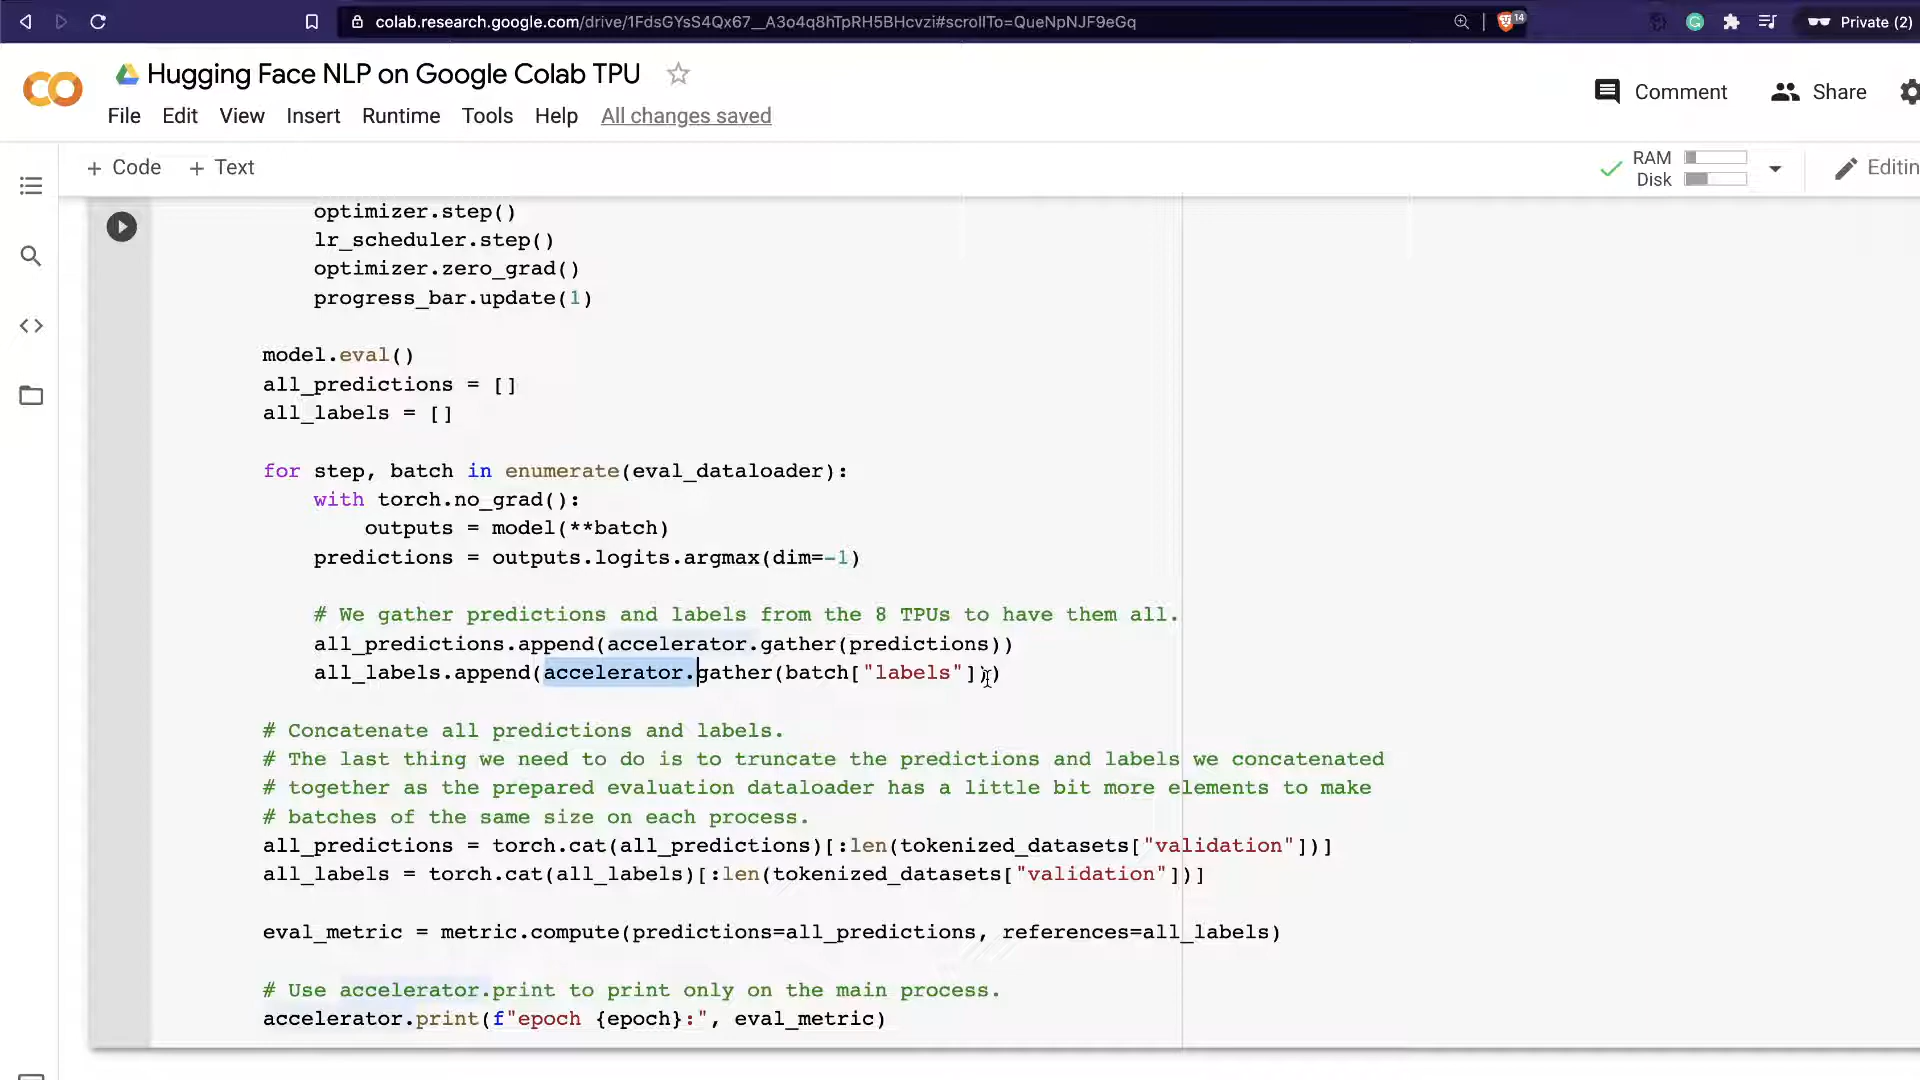 colab.research.google.com/drive/1FdsGYsS4Qx67__A3o4q8hTpRH5BHcvzi#scrollTo=QueNpNJF9eGq
14
Private (2)
CO
Hugging Face NLP on Google Colab TPU
Comment
Share
File Edit View Insert Runtime Tools Help All changes saved
+ Code + Text
RAM
Disk
Editin
optimizer.step()
lr_scheduler.step()
optimizer.zero_grad()
progress_bar.update(1)
model.eval()
all_predictions = []
all_labels = []
for step, batch in enumerate(eval_dataloader):
with torch.no_grad():
outputs = model(**batch)
predictions = outputs.logits.argmax(dim=-1)
# We gather predictions and labels from the 8 TPUs to have them all.
all_predictions.append(accelerator.gather(predictions))
all_labels.append(accelerator.gather(batch["labels"]))
# Concatenate all predictions and labels.
# The last thing we need to do is to truncate the predictions and labels we concatenated
# together as the prepared evaluation dataloader has a little bit more elements to make
# batches of the same size on each process.
all_predictions = torch.cat(all_predictions)[:len(tokenized_datasets["validation"])]
all_labels = torch.cat(all_labels)[:len(tokenized_datasets["validation"])]
eval_metric = metric.compute(predictions=all_predictions, references=all_labels)
# Use accelerator.print to print only on the main process.
accelerator.print(f"epoch {epoch}:", eval_metric)